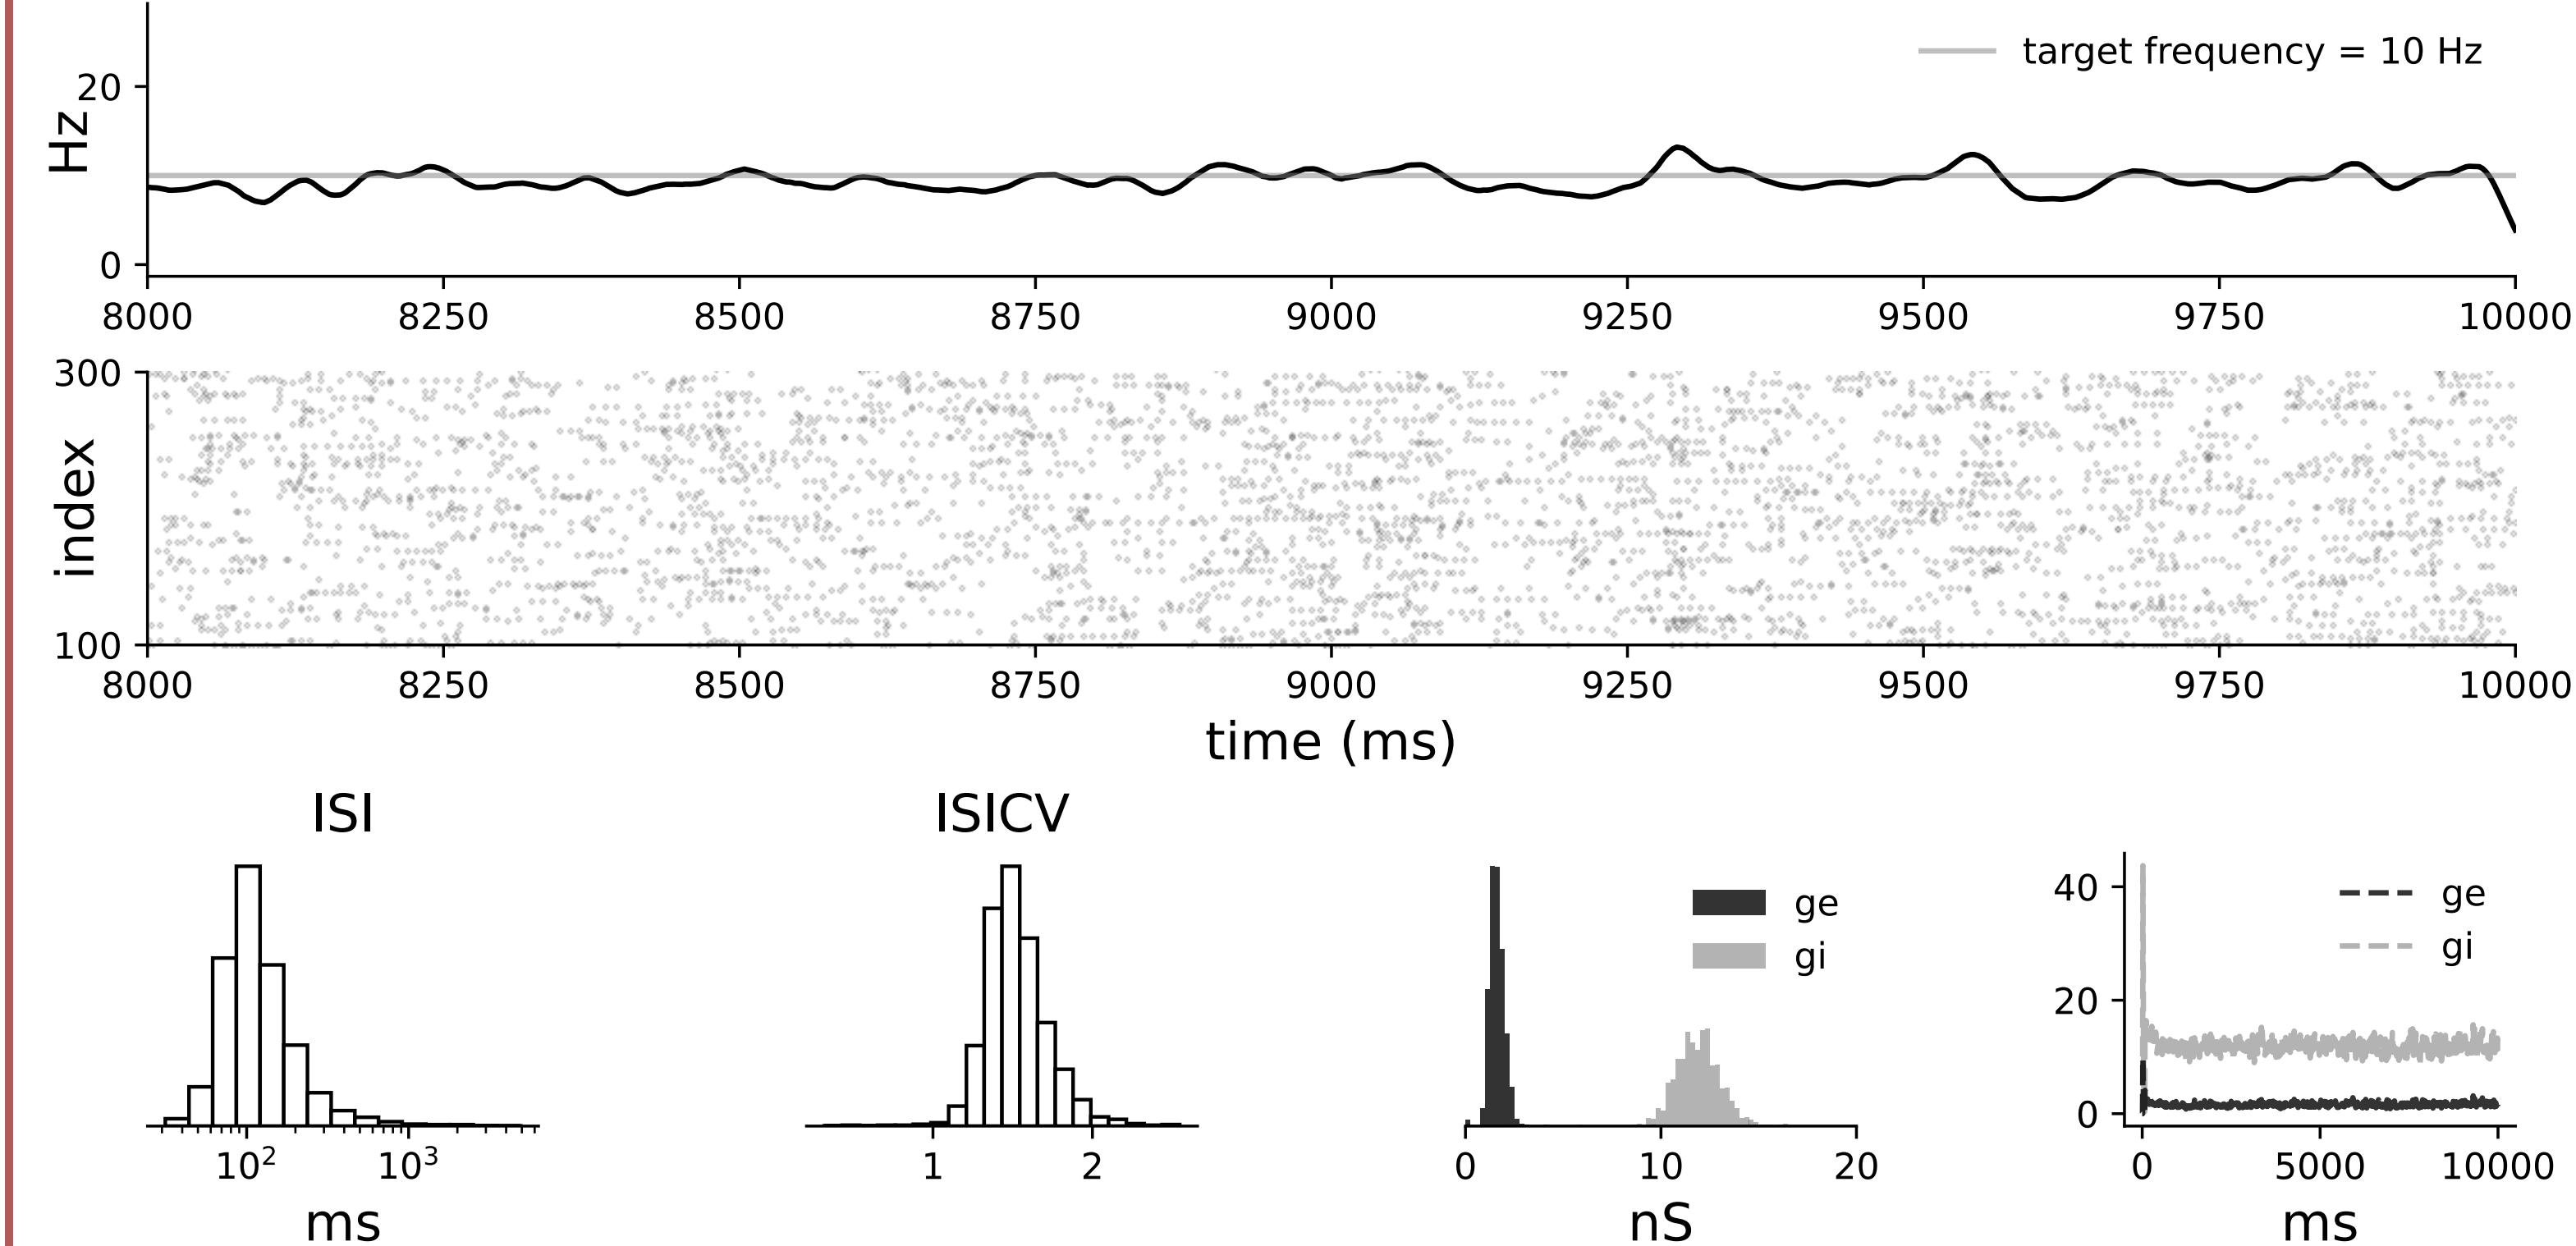 target frequency = 10 Hz
Hz
20
0
8000 8250 8500 8750 9000 9250 9500 9750 10000
index
300
100
8000 8250 8500 8750 9000 9250 9500 9750 10000
time (ms)
ISI
10² 10³
ms
ISICV
1 2
ge
gi
0 10 20
nS
40
20
0
ge
gi
0 5000 10000
ms